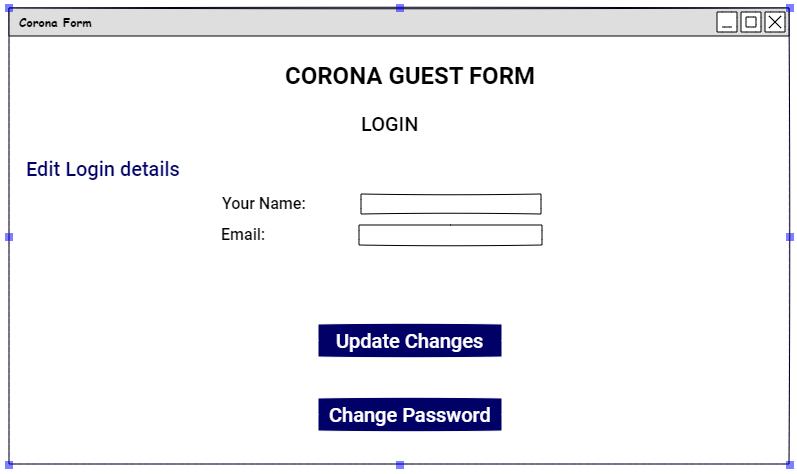 Corona Form
CORONA GUEST FORM
LOGIN
Edit Login details
Your Name:
Email:
Update Changes
Change Password